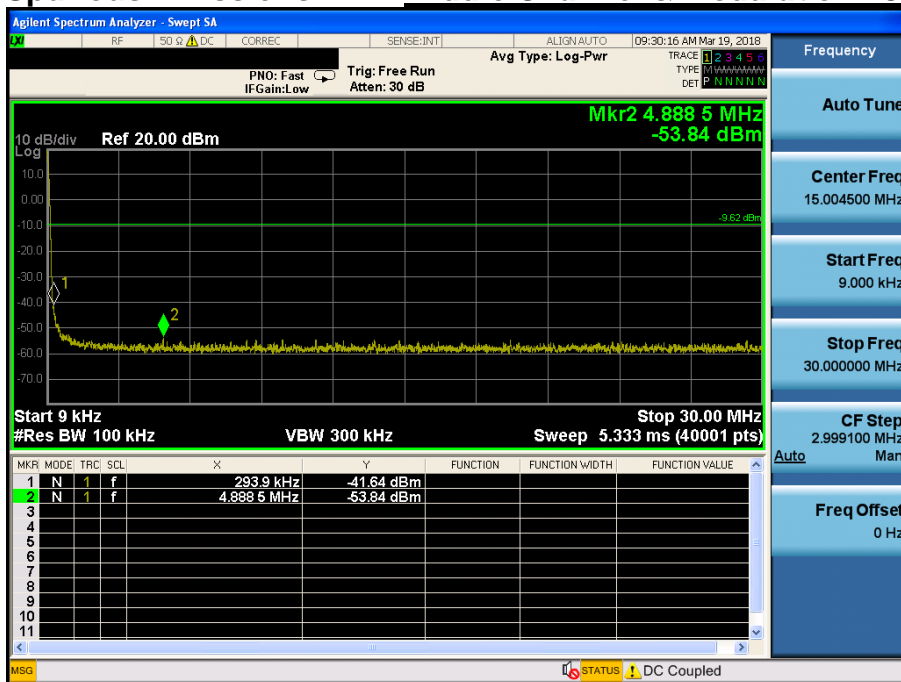 Agilent Spectrum Analyzer - Swept SA
LXI RF 50 Ω DC CORREC SENSE:INT ALIGN AUTO 09:30:16 AM Mar 19, 2018
PNO: Fast Trig: Free Run Avg Type: Log-Pwr TRACE 1 2 3 4 5 6
IFGain:Low Atten: 30 dB TYPE M WWWWW
DET P N N N N N
Mkr2 4.888 5 MHz
10 dB/div Ref 20.00 dBm -53.84 dBm
Log
10.0
0.00
-9.62 dBm
-10.0
-20.0
-30.0
1
-40.0
2
-50.0
-60.0
-70.0
Start 9 kHz Stop 30.00 MHz
#Res BW 100 kHz VBW 300 kHz Sweep 5.333 ms (40001 pts)
MKR MODE TRC SCL X Y FUNCTION FUNCTION WIDTH FUNCTION VALUE
1 N 1 f 293.9 kHz -41.64 dBm
2 N 1 f 4.888 5 MHz -53.84 dBm
3
4
5
6
7
8
9
10
11
MSG STATUS DC Coupled
Frequency
Auto Tune
Center Freq
15.004500 MHz
Start Freq
9.000 kHz
Stop Freq
30.000000 MHz
CF Step
2.999100 MHz
Auto Man
Freq Offset
0 Hz